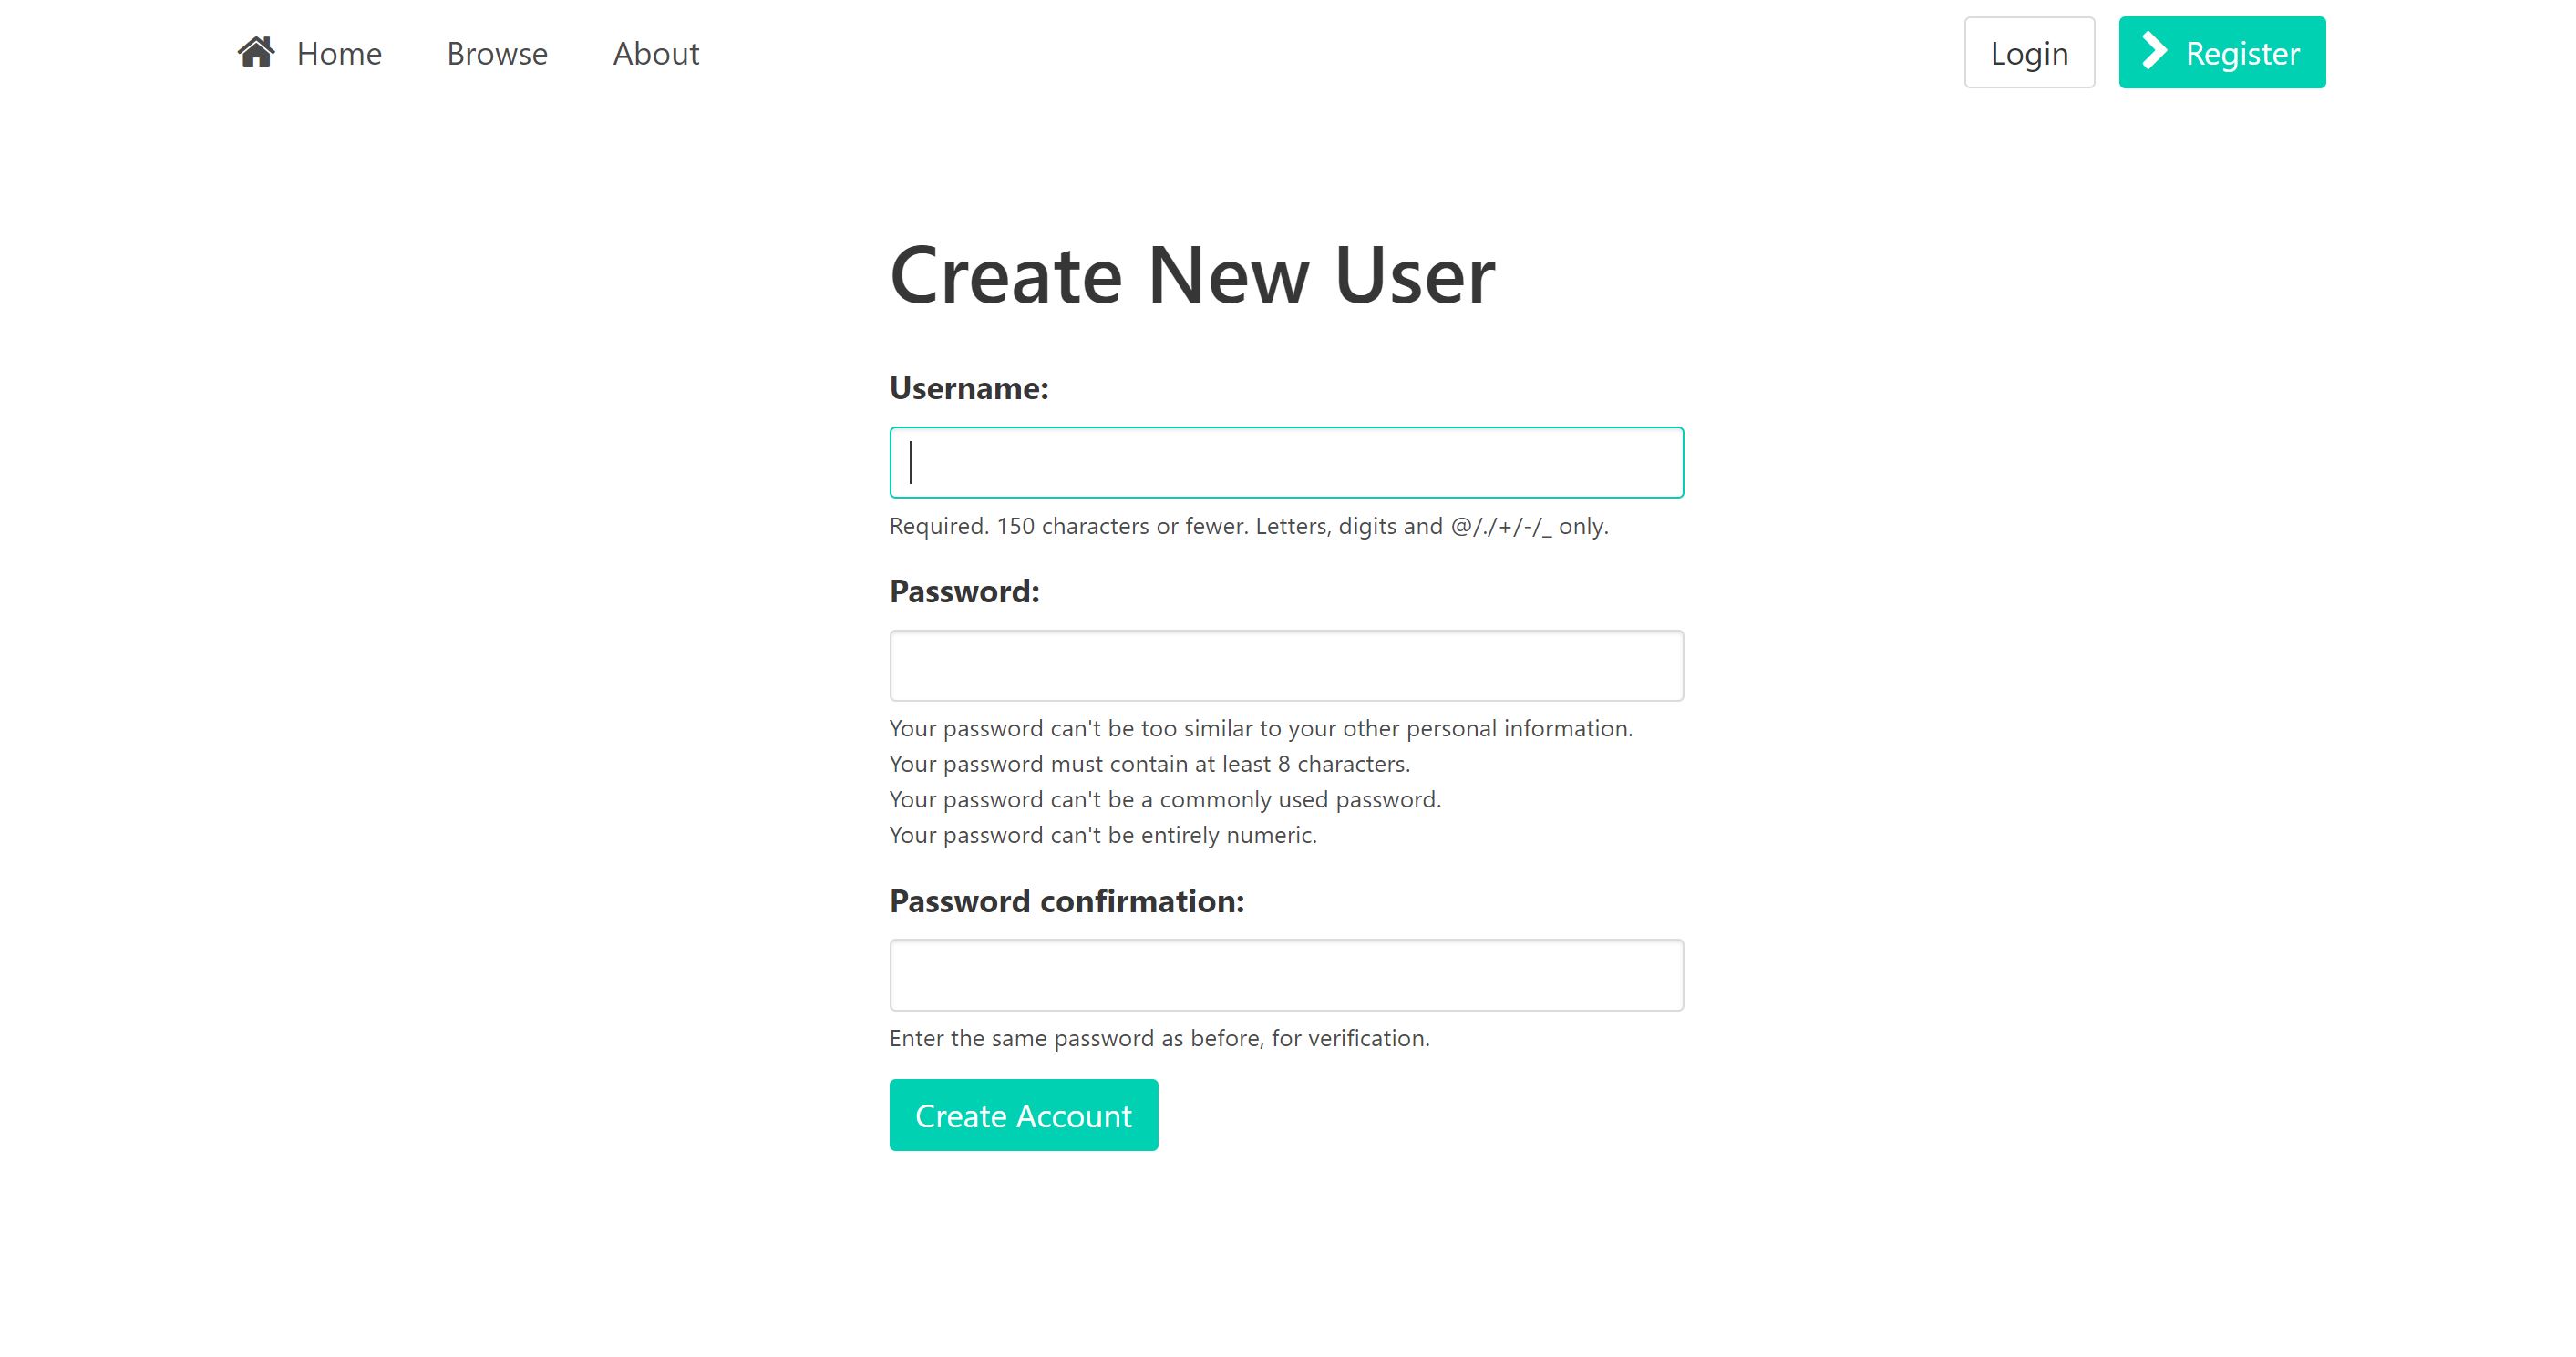 Home Browse About Login Register
Create New User
Username:
Required. 150 characters or fewer. Letters, digits and @/./+/-/_ only.
Password:
Your password can't be too similar to your other personal information.
Your password must contain at least 8 characters.
Your password can't be a commonly used password.
Your password can't be entirely numeric.
Password confirmation:
Enter the same password as before, for verification.
Create Account